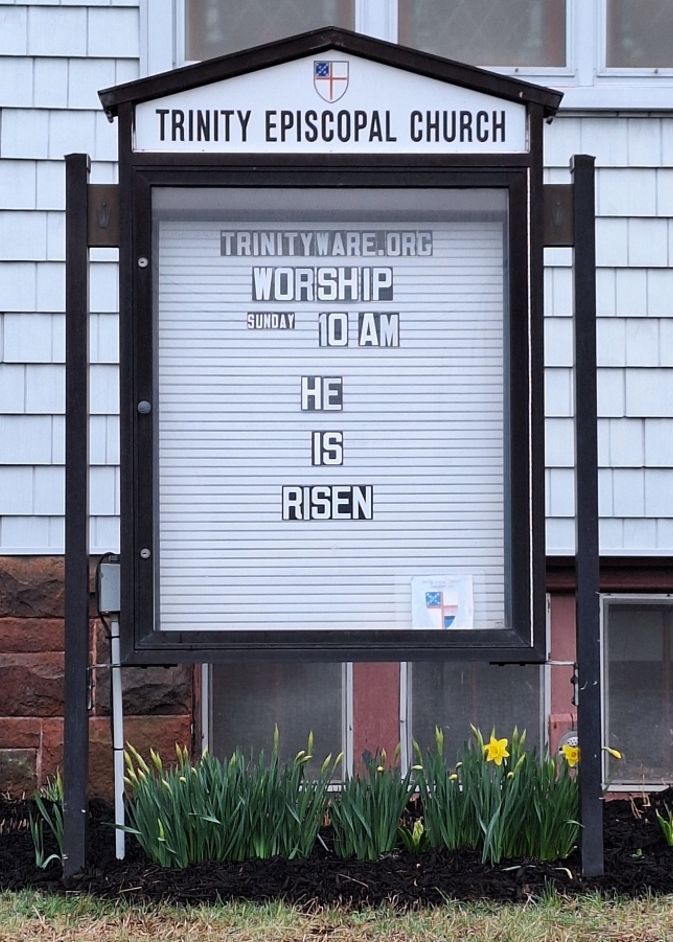 TRINITY EPISCOPAL CHURCH
TRINITYWARE.ORG
WORSHIP
SUNDAY 10 AM
HE
IS
RISEN